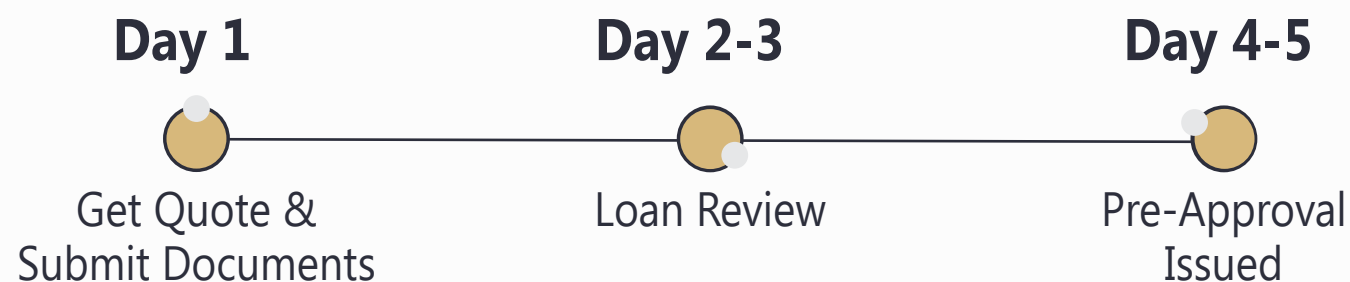 Day 1
Day 2-3
Day 4-5
Get Quote &
Submit Documents
Loan Review
Pre-Approval
Issued